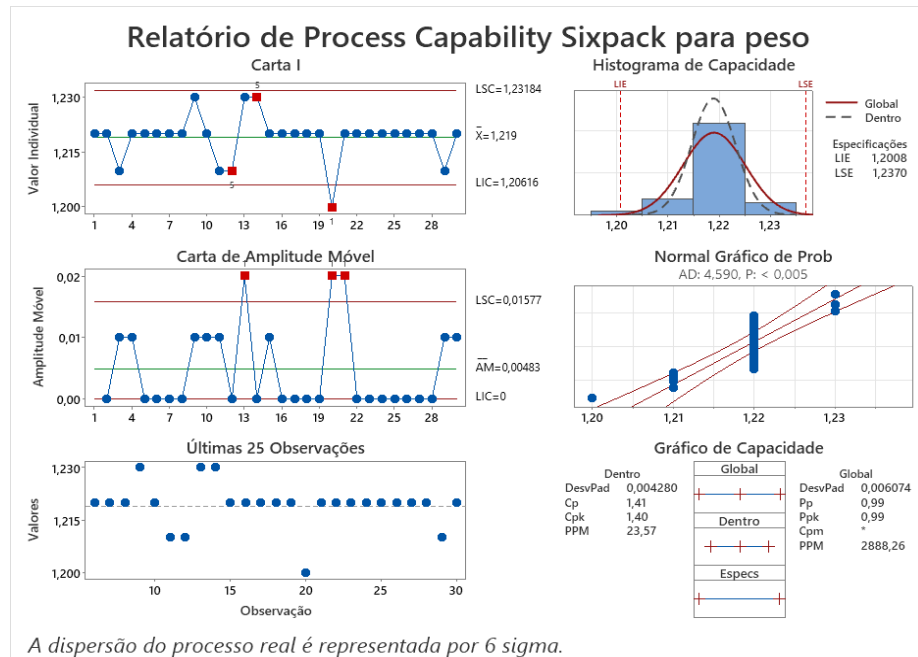 Relatório de Process Capability Sixpack para peso
Carta I
Valor Individual
1,230
1,215
1,200
LSC=1,23184
X=1,219
LIC=1,20616
5
5
1
1 4 7 10 13 16 19 22 25 28
Carta de Amplitude Móvel
Amplitude Móvel
0,02
0,01
0,00
LSC=0,01577
AM=0,00483
LIC=0
1 4 7 10 13 16 19 22 25 28
Últimas 25 Observações
Valores
1,230
1,215
1,200
10 15 20 25 30
Observação
Histograma de Capacidade
LIE LSE
1,20 1,21 1,22 1,23
Global
Dentro
Especificações
LIE 1,2008
LSE 1,2370
Normal Gráfico de Prob
AD: 4,590, P: < 0,005
1,20 1,21 1,22 1,23
Gráfico de Capacidade
Dentro
DesvPad 0,004280
Cp 1,41
Cpk 1,40
PPM 23,57
Global
Dentro
Especs
Global
DesvPad 0,006074
Pp 0,99
Ppk 0,99
Cpm *
PPM 2888,26
A dispersão do processo real é representada por 6 sigma.